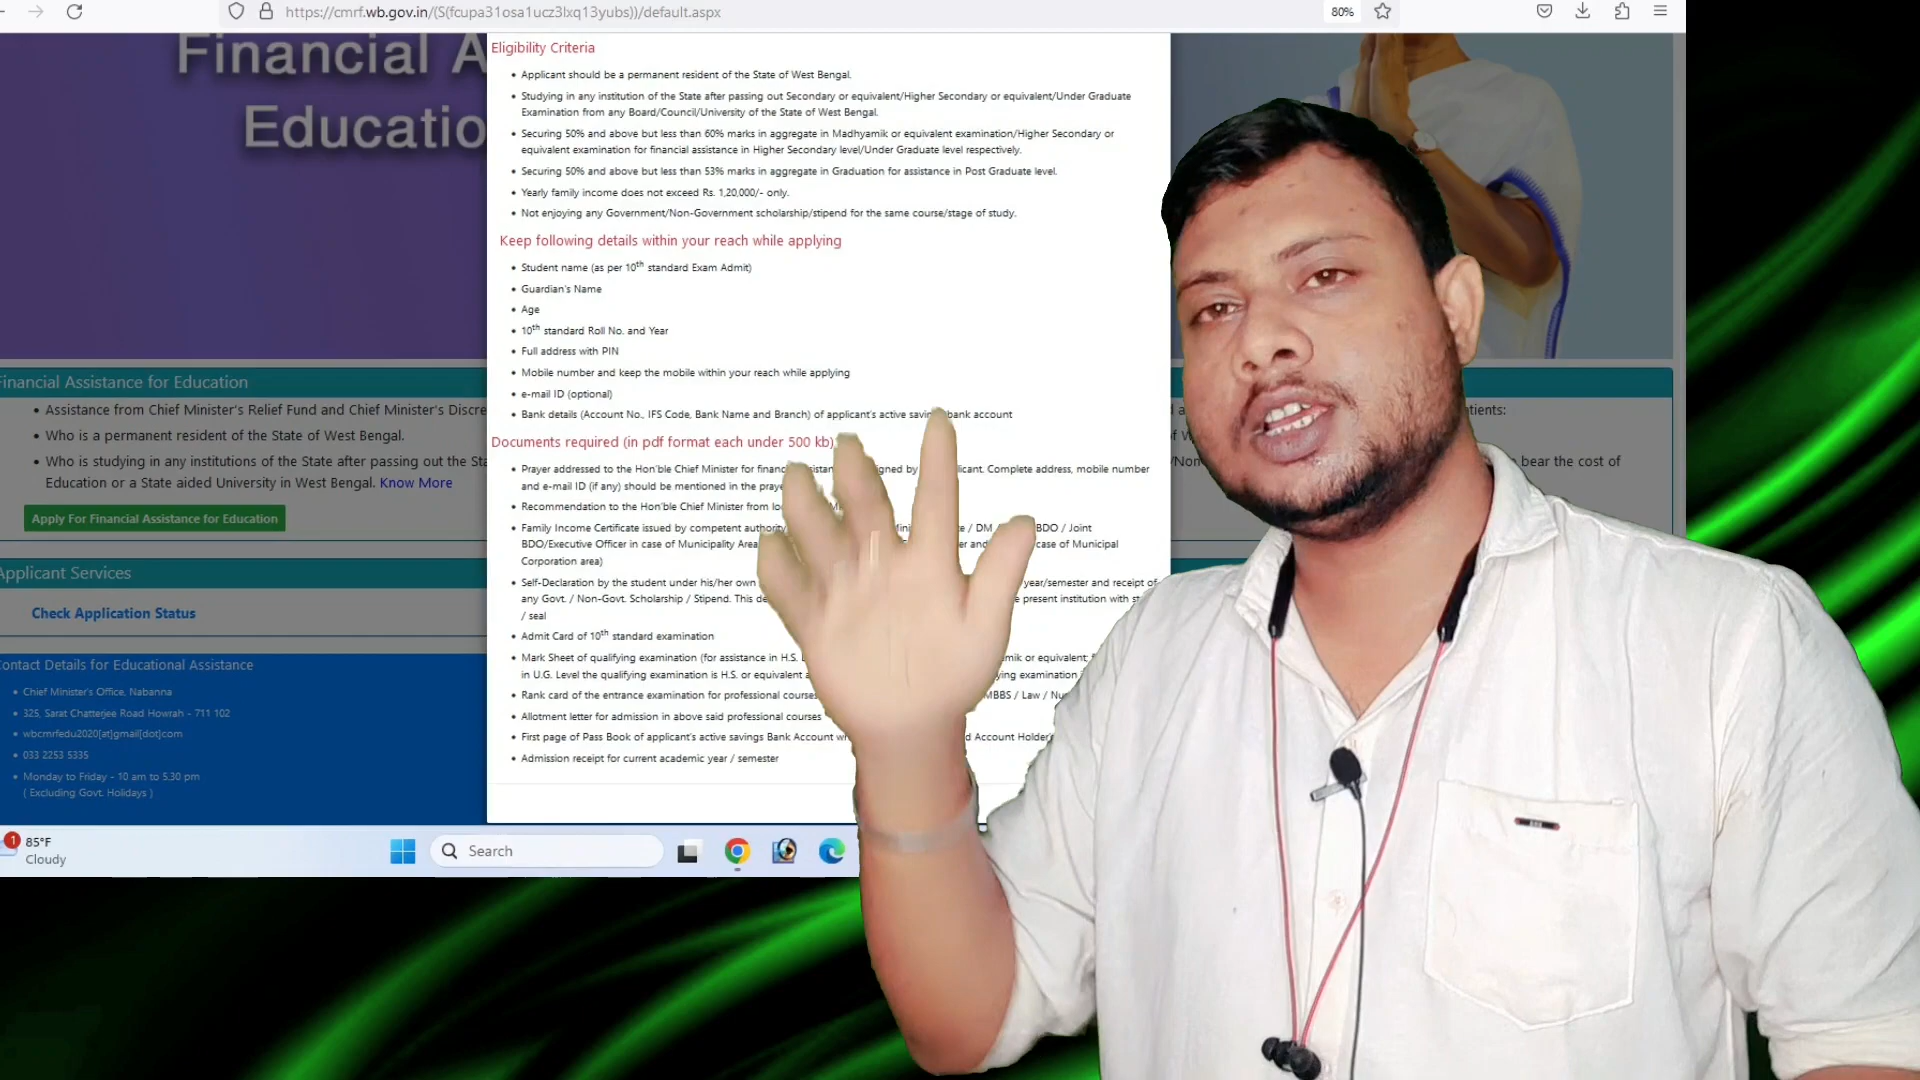 https://cmrf.wb.gov.in/(S(fcupa31osa1ucz3lxq13yubs))/default.aspx
80%
Financial A
Educatio
Eligibility Criteria
Applicant should be a permanent resident of the State of West Bengal.
Studying in any institution of the State after passing out Secondary or equivalent/Higher Secondary or equivalent/Under Graduate
Examination from any Board/Council/University of the State of West Bengal.
Securing 50% and above but less than 60% marks in aggregate in Madhyamik or equivalent examination/Higher Secondary or
equivalent examination for financial assistance in Higher Secondary level/Under Graduate level respectively.
Securing 50% and above but less than 53% marks in aggregate in Graduation for assistance in Post Graduate level.
Yearly family income does not exceed Rs. 1,20,000/- only.
Not enjoying any Government/Non-Government scholarship/stipend for the same course/stage of study.
Keep following details within your reach while applying
Student name (as per 10th standard Exam Admit)
Guardian's Name
Age
10th standard Roll No. and Year
Full address with PIN
Mobile number and keep the mobile within your reach while applying
e-mail ID (optional)
Bank details (Account No., IFS Code, Bank Name and Branch) of applicant's active savin bank account
Documents required (in pdf format each under 500 kb)
Prayer addressed to the Hon'ble Chief Minister for financ istan igned by licant. Complete address, mobile number
and e-mail ID (if any) should be mentioned in the praye
Recommendation to the Hon'ble Chief Minister from lo
Family Income Certificate issued by competent authorit / DM BDO / Joint
BDO/Executive Officer in case of Municipality Area er and case of Municipal
Corporation area)
Self-Declaration by the student under his/her own year/semester and receipt of
any Govt. / Non-Govt. Scholarship / Stipend. This de e present institution with
/ seal
Admit Card of 10th standard examination
Mark Sheet of qualifying examination (for assistance in H.S. mik or equivalent;
in U.G. Level the qualifying examination is H.S. or equivalent ying examination
Rank card of the entrance examination for professional courses MBBS / Law / Nu
Allotment letter for admission in above said professional courses
First page of Pass Book of applicant's active savings Bank Account d Account Holder
Admission receipt for current academic year / semester
Financial Assistance for Education
Assistance from Chief Minister's Relief Fund and Chief Minister's Discre
Who is a permanent resident of the State of West Bengal.
Who is studying in any institutions of the State after passing out the Sta
Education or a State aided University in West Bengal. Know More
Apply For Financial Assistance for Education
Applicant Services
Check Application Status
Contact Details for Educational Assistance
Chief Minister's Office, Nabanna
325, Sarat Chatterjee Road Howrah - 711 102
wbcmrfedu2020[at]gmail[dot]com
033 2253 5335
Monday to Friday - 10 am to 5.30 pm
( Excluding Govt. Holidays )
tients:
bear the cost of
1
85°F
Cloudy
Search